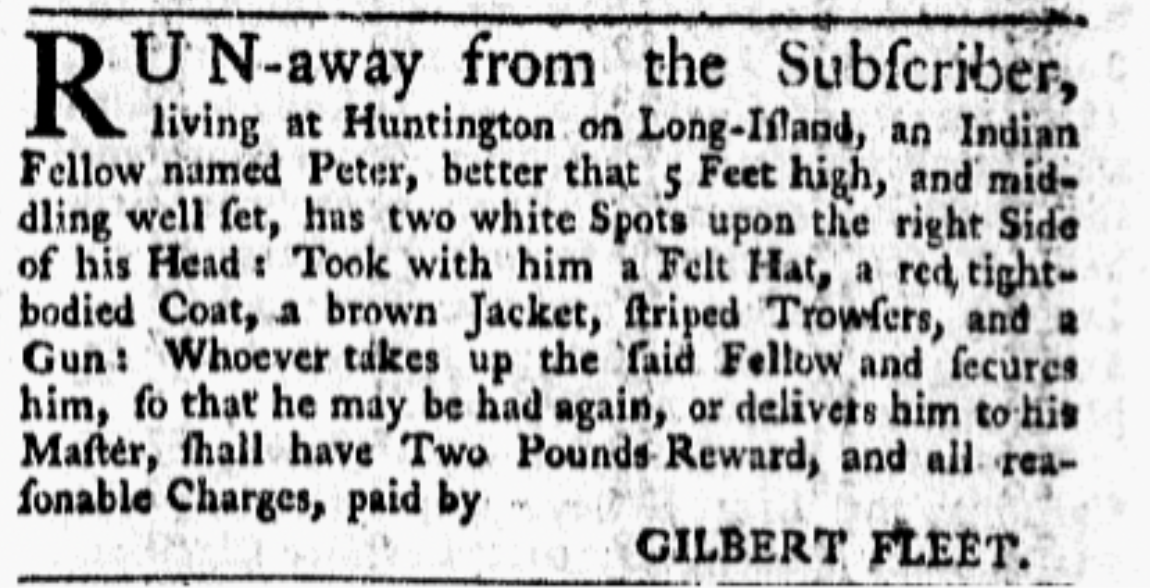 RUN-away from the Subſcriber,
living at Huntington on Long-Iſland, an Indian
Fellow named Peter, better that 5 Feet high, and mid-
dling well ſet, has two white Spots upon the right Side
of his Head: Took with him a Felt Hat, a red, tight-
bodied Coat, a brown Jacket, ſtriped Trowſers, and a
Gun: Whoever takes up the ſaid Fellow and ſecures
him, ſo that he may be had again, or delivers him to his
Maſter, ſhall have Two Pounds Reward, and all rea-
ſonable Charges, paid by
GILBERT FLEET.